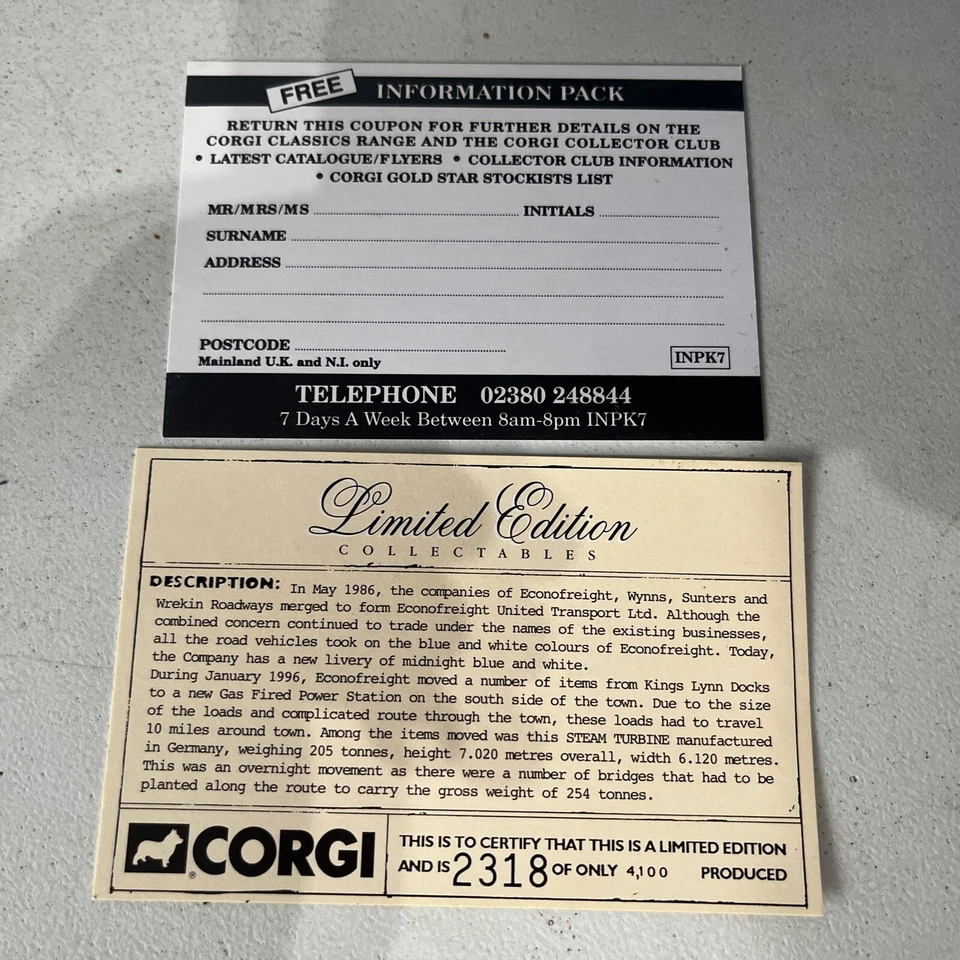 FREE INFORMATION PACK
RETURN THIS COUPON FOR FURTHER DETAILS ON THE
CORGI CLASSICS RANGE AND THE CORGI COLLECTOR CLUB
• LATEST CATALOGUE/FLYERS • COLLECTOR CLUB INFORMATION
• CORGI GOLD STAR STOCKISTS LIST
MR/MRS/MS INITIALS
SURNAME
ADDRESS
POSTCODE
Mainland U.K. and N.I. only INPK7
TELEPHONE 02380 248844
7 Days A Week Between 8am-8pm INPK7
Limited Edition
COLLECTABLES
DESCRIPTION: In May 1986, the companies of Econofreight, Wynns, Sunters and
Wrekin Roadways merged to form Econofreight United Transport Ltd. Although the
combined concern continued to trade under the names of the existing businesses,
all the road vehicles took on the blue and white colours of Econofreight. Today,
the Company has a new livery of midnight blue and white.
During January 1996, Econofreight moved a number of items from Kings Lynn Docks
to a new Gas Fired Power Station on the south side of the town. Due to the size
of the loads and complicated route through the town, these loads had to travel
10 miles around town. Among the items moved was this STEAM TURBINE manufactured
in Germany, weighing 205 tonnes, height 7.020 metres overall, width 6.120 metres.
This was an overnight movement as there were a number of bridges that had to be
planted along the route to carry the gross weight of 254 tonnes.
® CORGI
THIS IS TO CERTIFY THAT THIS IS A LIMITED EDITION
AND IS 2318 OF ONLY 4,100 PRODUCED